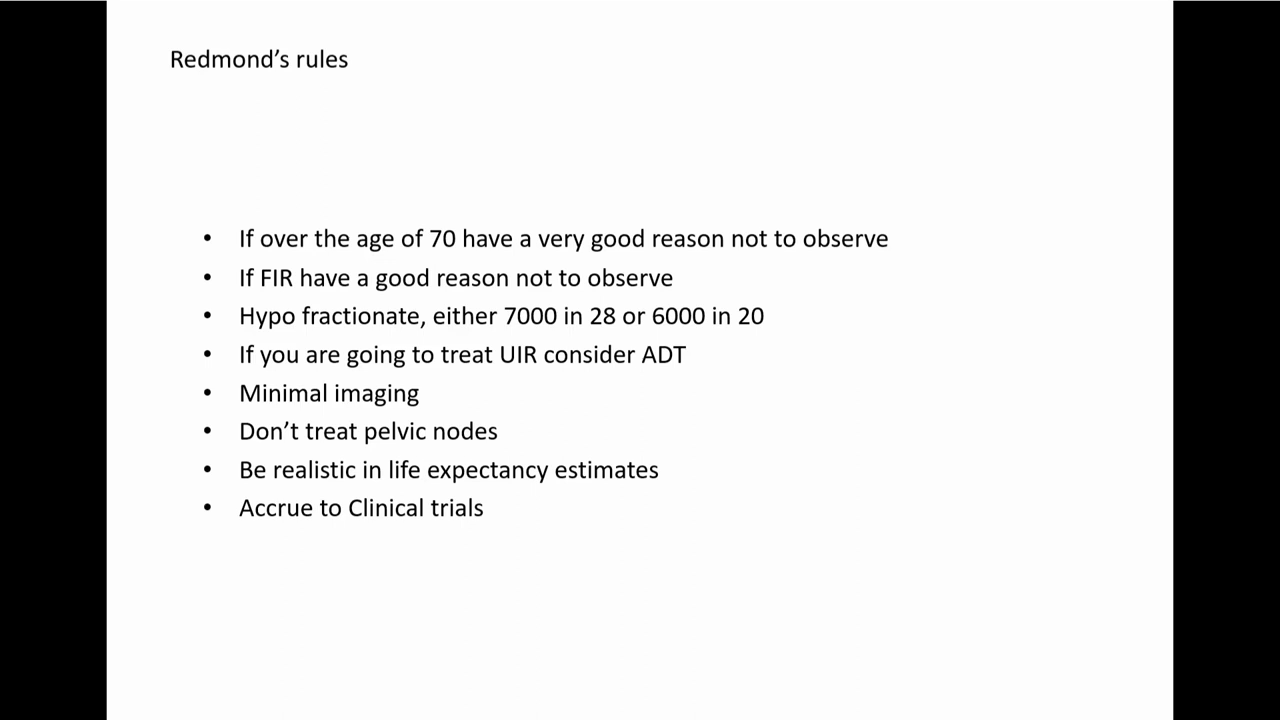 Redmond’s rules
• If over the age of 70 have a very good reason not to observe
• If FIR have a good reason not to observe
• Hypo fractionate, either 7000 in 28 or 6000 in 20
• If you are going to treat UIR consider ADT
• Minimal imaging
• Don’t treat pelvic nodes
• Be realistic in life expectancy estimates
• Accrue to Clinical trials